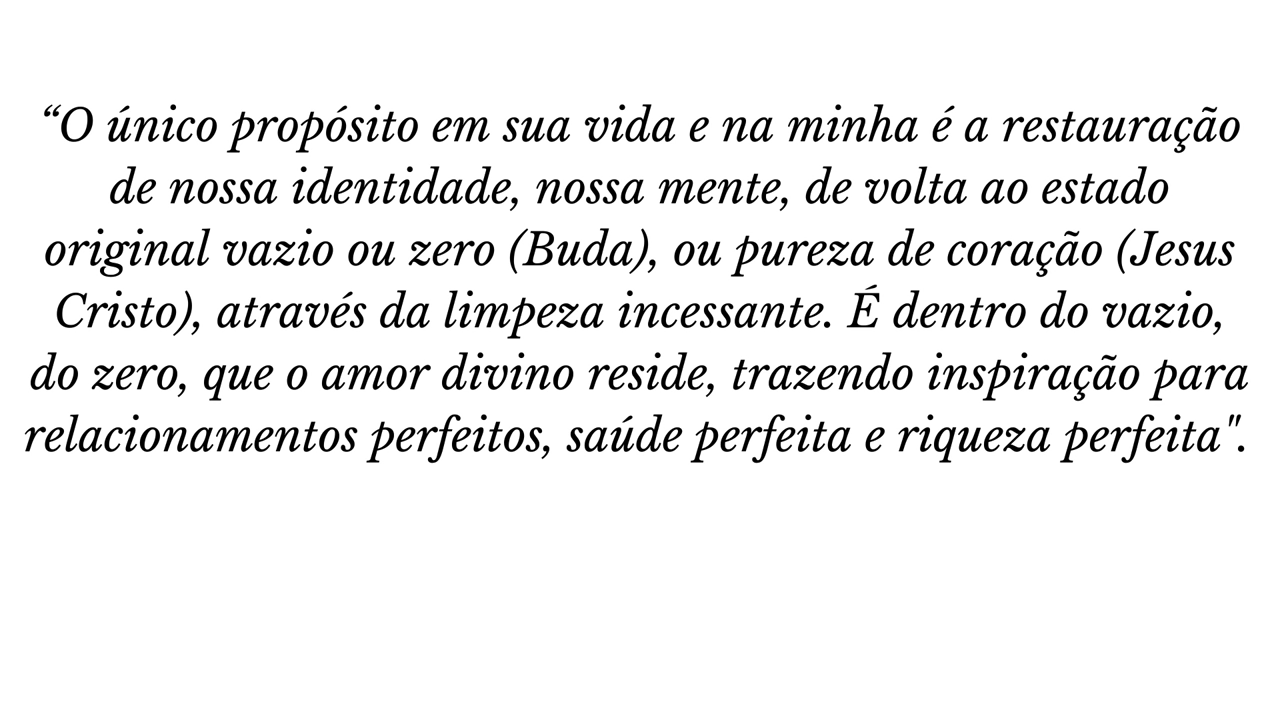 “O único propósito em sua vida e na minha é a restauração
de nossa identidade, nossa mente, de volta ao estado
original vazio ou zero (Buda), ou pureza de coração (Jesus
Cristo), através da limpeza incessante. É dentro do vazio,
do zero, que o amor divino reside, trazendo inspiração para
relacionamentos perfeitos, saúde perfeita e riqueza perfeita".